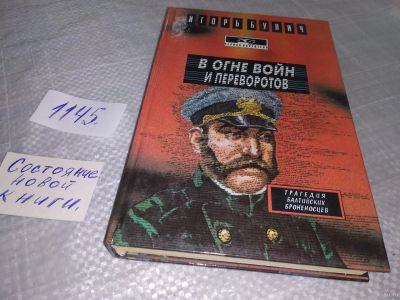 ИГОРЬ БУНИЧ
В ОГНЕ ВОЙН
И ПЕРЕВОРОТОВ
ТРАГЕДИЯ
БАЛТИЙСКИХ
БРОНЕНОСЦЕВ
1145
Состояние
новой
книги.